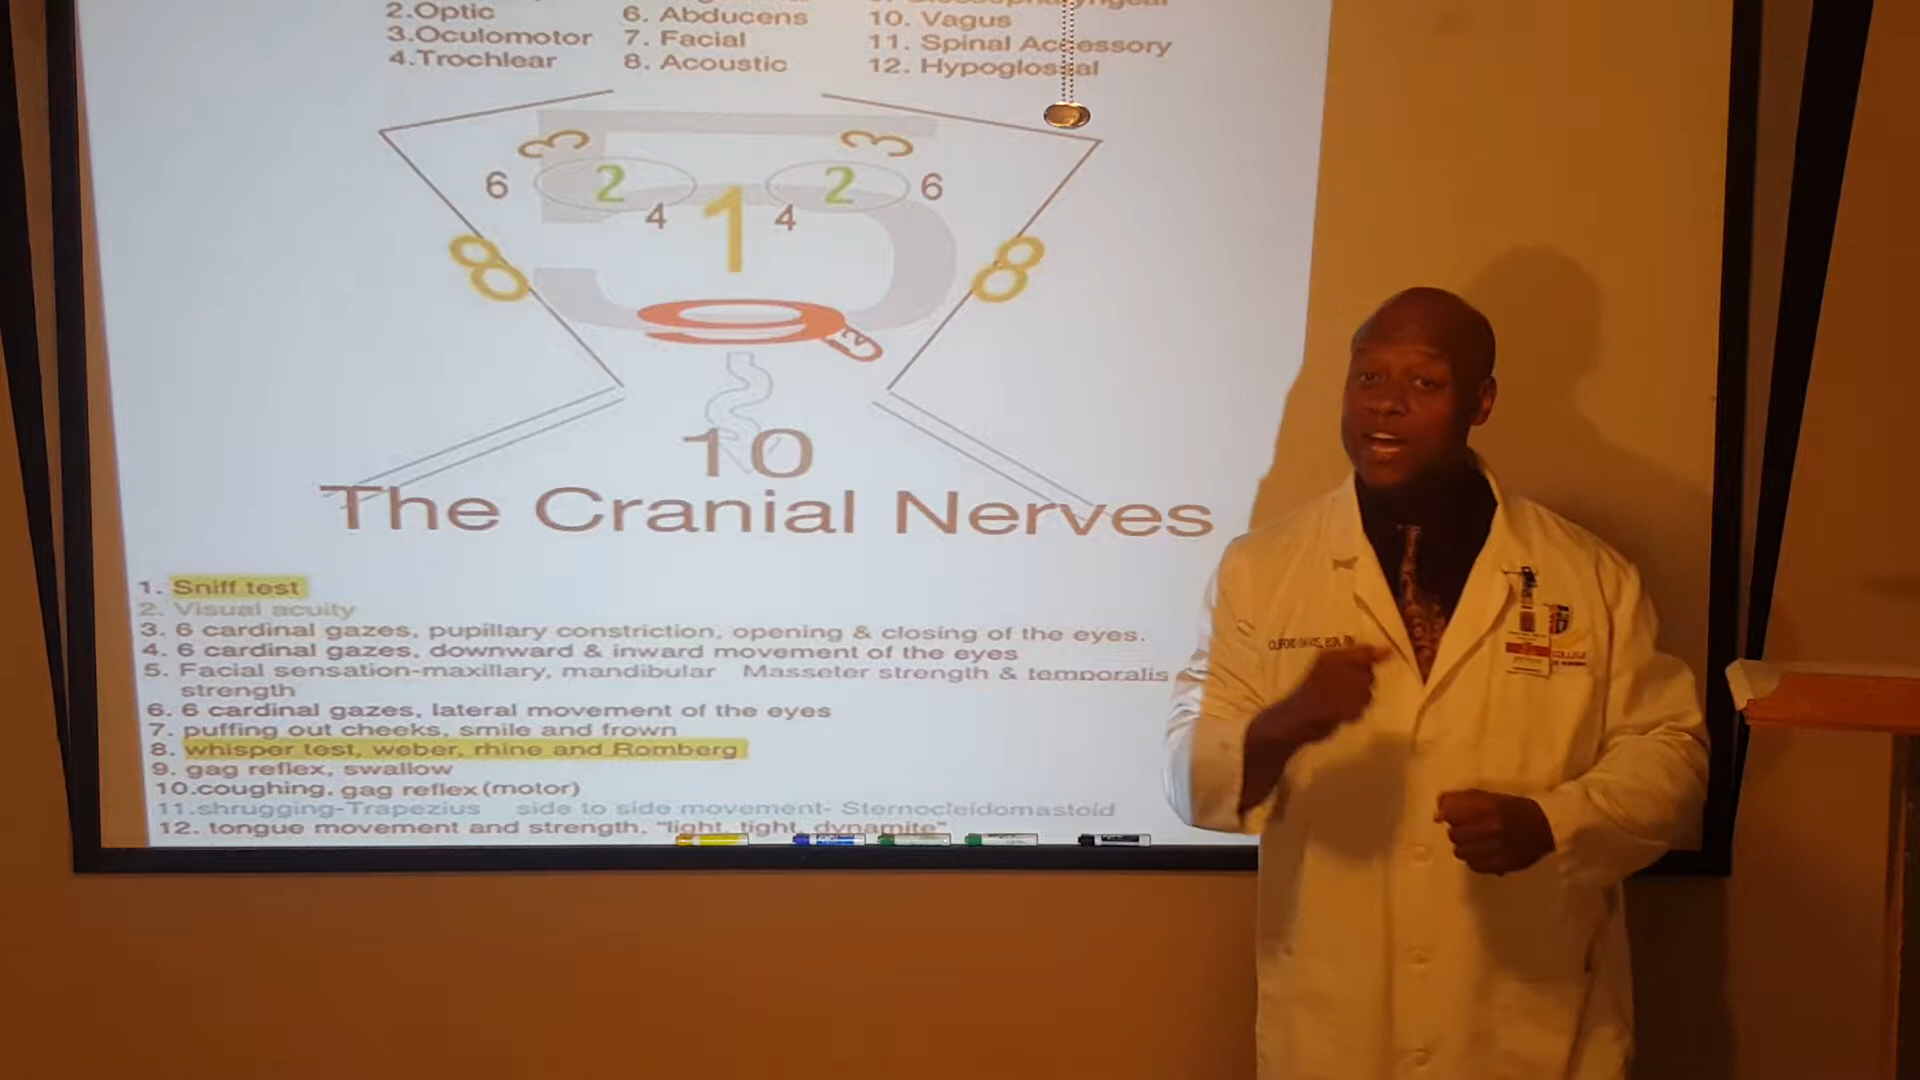 2.Optic 6. Abducens 10. Vagus
3.Oculomotor 7. Facial 11. Spinal Accessory
4.Trochlear 8. Acoustic 12. Hypoglossal
3 3
6 2 1 2 6
4 4
8 8
12
10
The Cranial Nerves
1. Sniff test
2. Visual acuity
3. 6 cardinal gazes, pupillary constriction, opening & closing of the eyes.
4. 6 cardinal gazes, downward & inward movement of the eyes
5. Facial sensation-maxillary, mandibular Masseter strength & temporalis
strength
6. 6 cardinal gazes, lateral movement of the eyes
7. puffing out cheeks, smile and frown
8. whisper test, weber, rhine and Romberg
9. gag reflex, swallow
10.coughing, gag reflex(motor)
11.shrugging-Trapezius side to side movement- Sternocleidomastoid
12. tongue movement and strength, "light, tight, dynamite"
COLLEGE